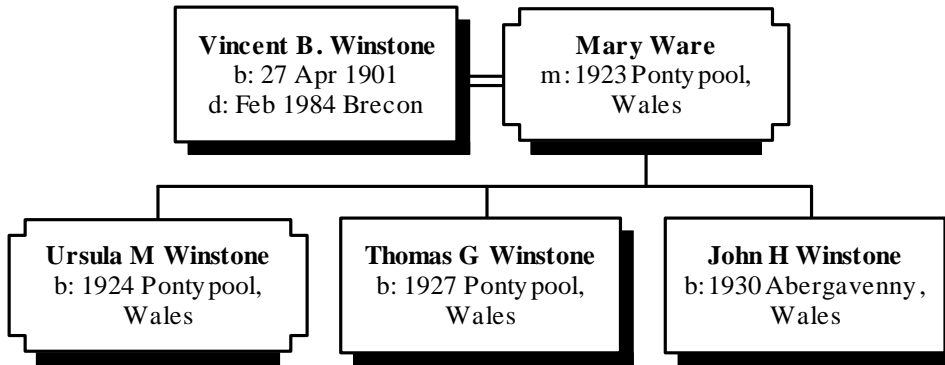 Vincent B. Winstone
b: 27 Apr 1901
d: Feb 1984 Brecon
Mary Ware
m: 1923 Pontypool,
Wales
Ursula M Winstone
b: 1924 Pontypool,
Wales
Thomas G Winstone
b: 1927 Pontypool,
Wales
John H Winstone
b: 1930 Abergavenny,
Wales